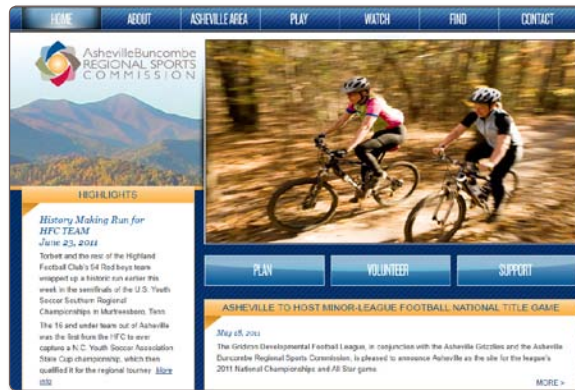 HOME ABOUT ASHEVILLE AREA PLAY WATCH FIND CONTACT
AshevilleBuncombe
REGIONAL SPORTS
COMMISSION
HIGHLIGHTS
History Making Run for
HFC TEAM
June 23, 2011
Torbett and the rest of the Highland
Football Club's 94 Red boys team
wrapped up a historic run earlier this
week in the semifinals of the U.S. Youth
Soccer Southern Regional
Championships in Murfreesboro, Tenn.
The 16 and under team out of Asheville
was the first from the HFC to ever
capture a N.C. Youth Soccer Association
State Cup championship, which then
qualified it for the regional tourney. More
info
PLAN VOLUNTEER SUPPORT
ASHEVILLE TO HOST MINOR-LEAGUE FOOTBALL NATIONAL TITLE GAME
May 18, 2011
The Gridiron Developmental Football League, in conjunction with the Asheville Grizzlies and the Asheville
Buncombe Regional Sports Commission, is pleased to announce Asheville as the site for the league's
2011 National Championships and All Star game.
MORE >